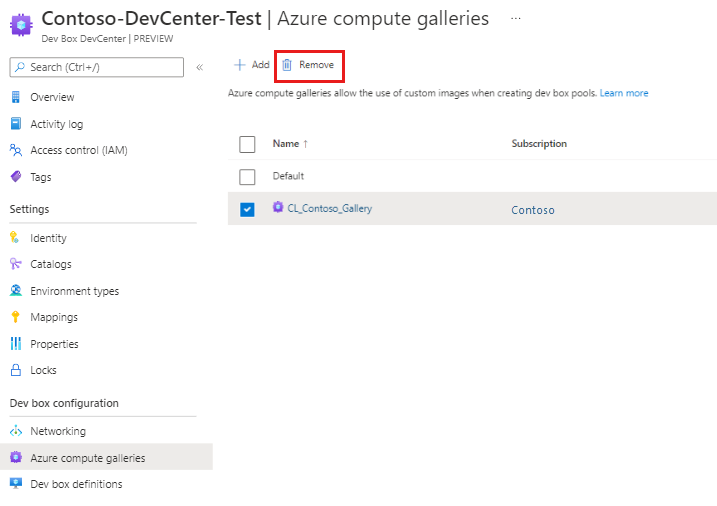 Contoso-DevCenter-Test | Azure compute galleries ...
Dev Box DevCenter | PREVIEW
Search (Ctrl+/) «
Overview
Activity log
Access control (IAM)
Tags
Settings
Identity
Catalogs
Environment types
Mappings
Properties
Locks
Dev box configuration
Networking
Azure compute galleries
Dev box definitions
Add Remove
Azure compute galleries allow the use of custom images when creating dev box pools. Learn more
Name ↑ Subscription
Default
CL_Contoso_Gallery Contoso